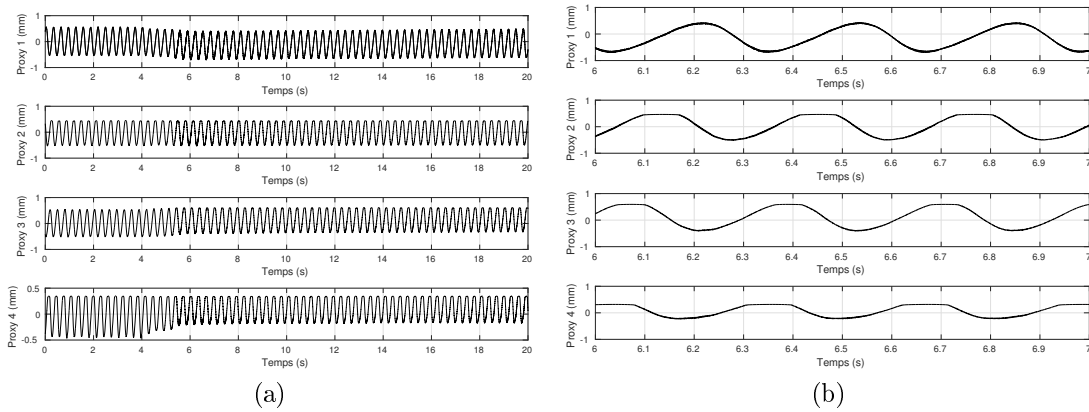 Proxy 1 (mm)
1
0
-1
0 2 4 6 8 10 12 14 16 18 20
Temps (s)
Proxy 2 (mm)
1
0
-1
0 2 4 6 8 10 12 14 16 18 20
Temps (s)
Proxy 3 (mm)
1
0
-1
0 2 4 6 8 10 12 14 16 18 20
Temps (s)
Proxy 4 (mm)
0.5
0
-0.5
0 2 4 6 8 10 12 14 16 18 20
Temps (s)
(a)
Proxy 1 (mm)
1
0
-1
6 6.1 6.2 6.3 6.4 6.5 6.6 6.7 6.8 6.9 7
Temps (s)
Proxy 2 (mm)
1
0
-1
6 6.1 6.2 6.3 6.4 6.5 6.6 6.7 6.8 6.9 7
Temps (s)
Proxy 3 (mm)
1
0
-1
6 6.1 6.2 6.3 6.4 6.5 6.6 6.7 6.8 6.9 7
Temps (s)
Proxy 4 (mm)
1
0
-1
6 6.1 6.2 6.3 6.4 6.5 6.6 6.7 6.8 6.9 7
Temps (s)
(b)